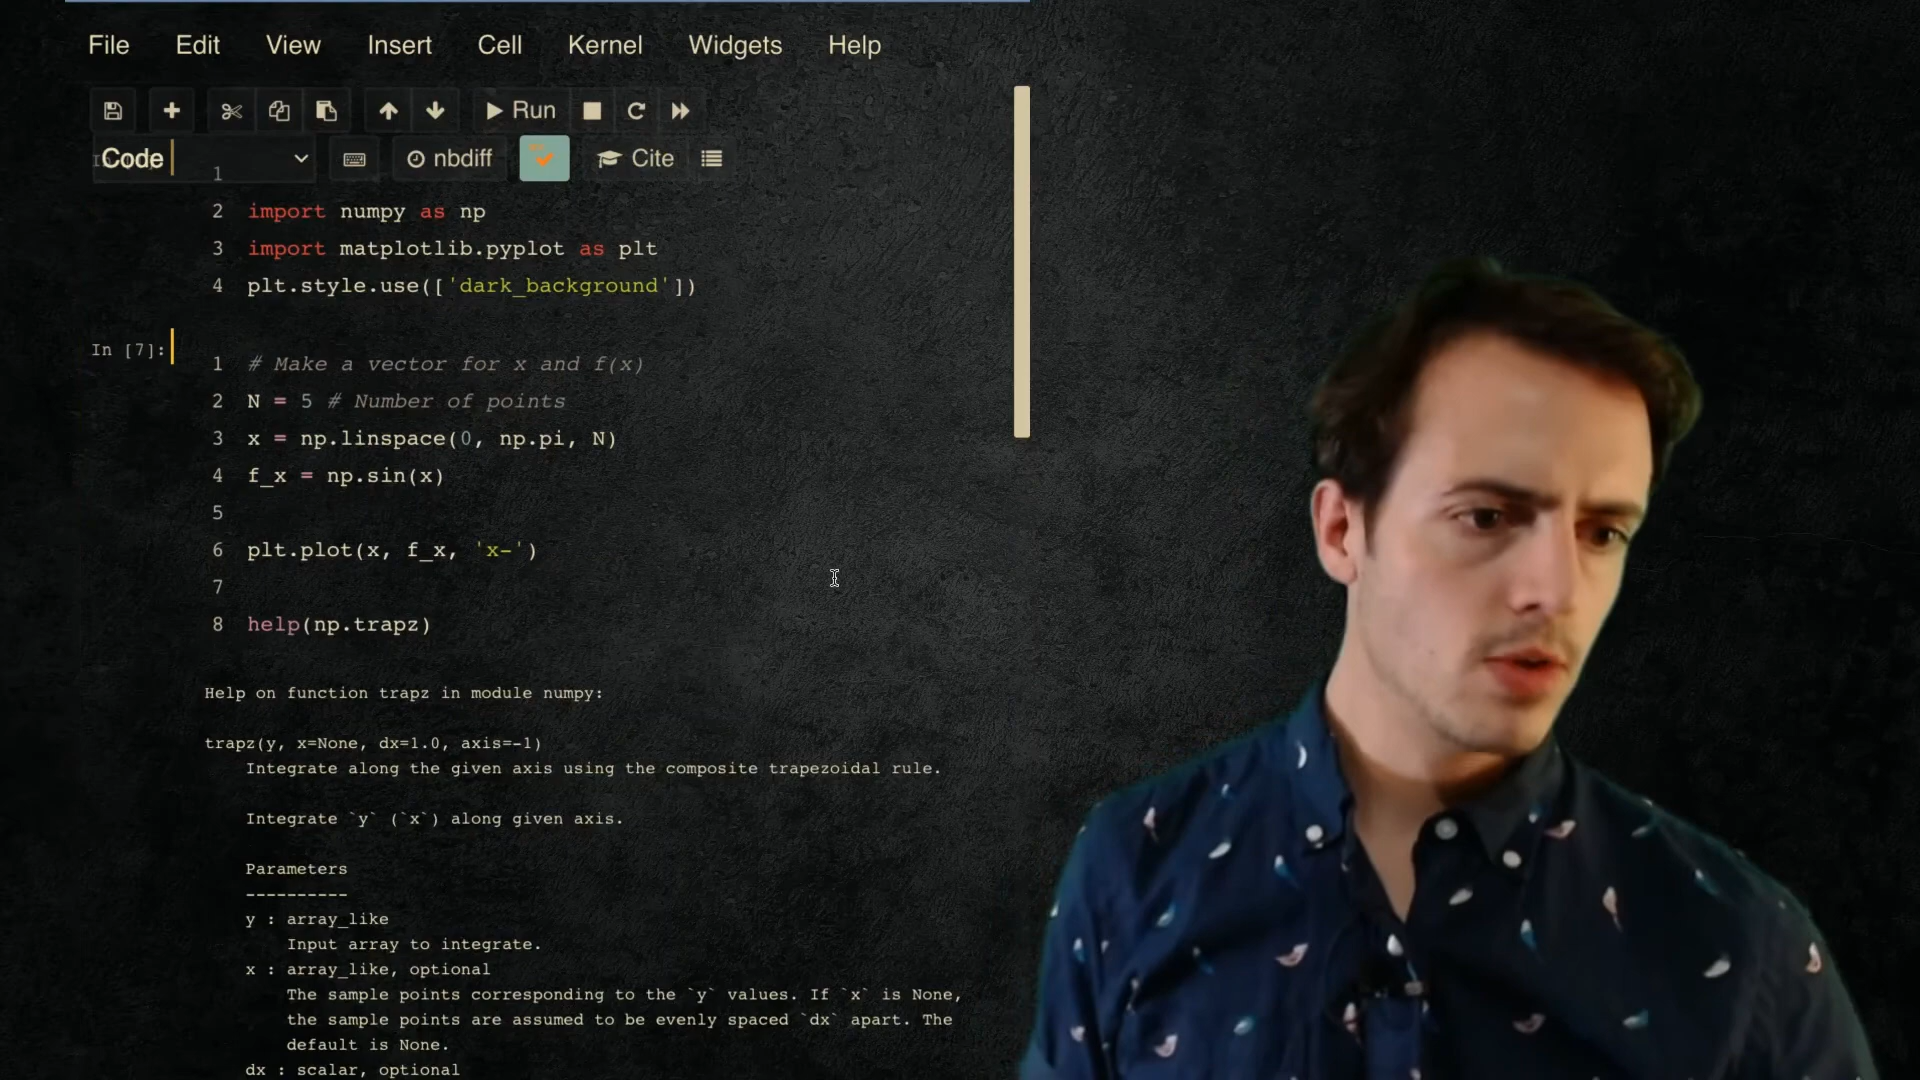 File Edit View Insert Cell Kernel Widgets Help
Run
Code nbdiff Cite
1
2 import numpy as np
3 import matplotlib.pyplot as plt
4 plt.style.use(['dark_background'])
In [7]:
1 # Make a vector for x and f(x)
2 N = 5 # Number of points
3 x = np.linspace(0, np.pi, N)
4 f_x = np.sin(x)
5
6 plt.plot(x, f_x, 'x-')
7
8 help(np.trapz)
Help on function trapz in module numpy:
trapz(y, x=None, dx=1.0, axis=-1)
Integrate along the given axis using the composite trapezoidal rule.
Integrate `y` (`x`) along given axis.
Parameters
----------
y : array_like
Input array to integrate.
x : array_like, optional
The sample points corresponding to the `y` values. If `x` is None,
the sample points are assumed to be evenly spaced `dx` apart. The
default is None.
dx : scalar, optional